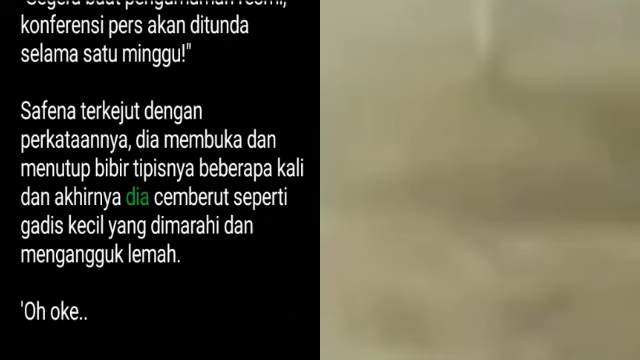 konferensi pers akan ditunda
selama satu minggu!"
Safena terkejut dengan
perkataannya, dia membuka dan
menutup bibir tipisnya beberapa kali
dan akhirnya dia cemberut seperti
gadis kecil yang dimarahi dan
mengangguk lemah.
'Oh oke..